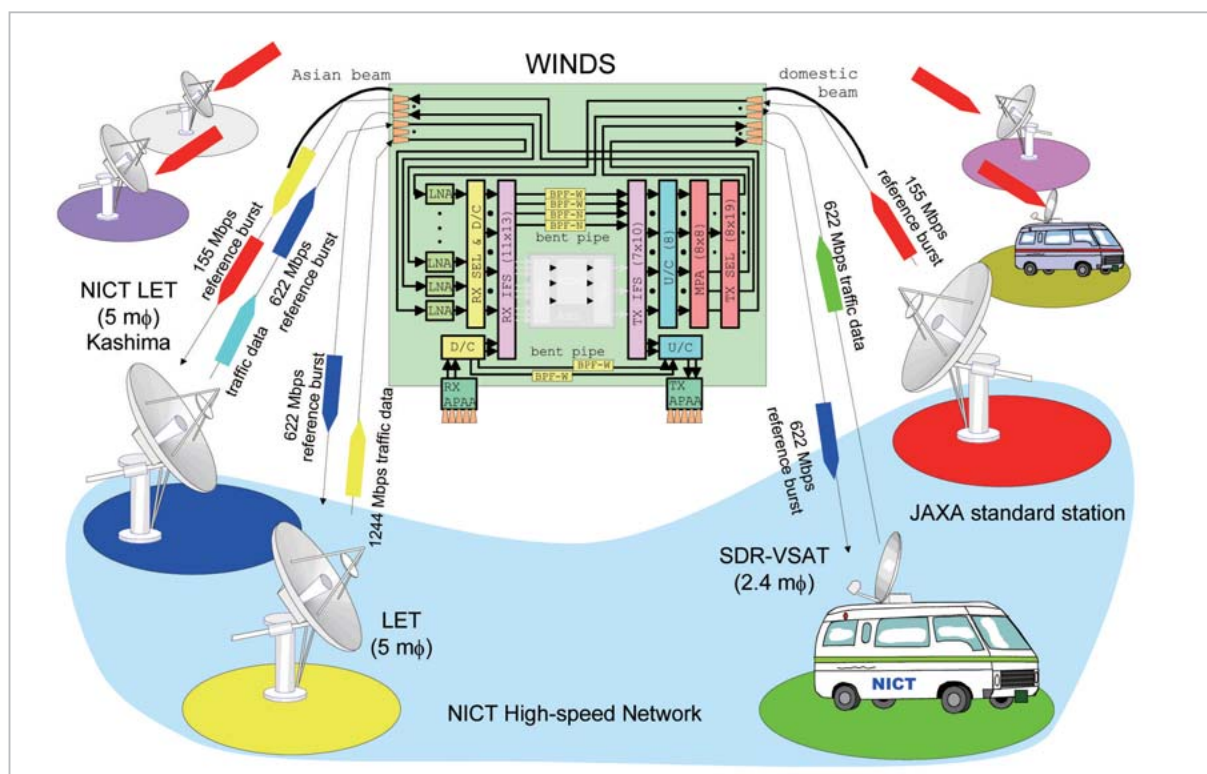 WINDS
Asian beam
domestic
beam
LNA
LNA
LNA
LNA
RX SEL & D/C
RX IFS (11x13)
BPF-W
BPF-W
BPF-N
BPF-N
bent pipe
TX IFS (7x10)
U/C (8)
MPA (8x8)
TX SEL (8x19)
D/C
bent pipe
BPF-W
BPF-W
U/C
RX
APAA
TX
APAA
155 Mbps
reference burst
622 Mbps
reference burst
traffic data
622 Mbps
reference burst
1244 Mbps traffic data
NICT LET
(5 mϕ)
Kashima
LET
(5 mϕ)
155 Mbps
reference burst
622 Mbps traffic data
622 Mbps
reference burst
JAXA standard station
SDR-VSAT
(2.4 mϕ)
NICT
NICT High-speed Network